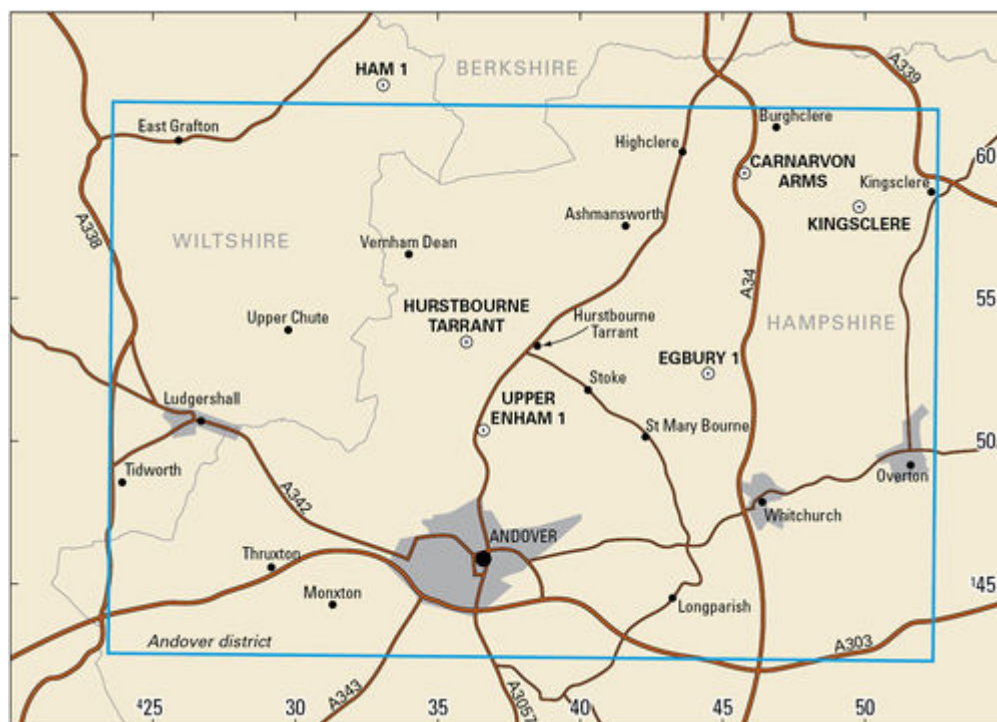 HAM 1
BERKSHIRE
A339
East Grafton
Burghclere
Highclere
60
CARNARVON
ARMS
Kingsclere
Ashmansworth
KINGSCLERE
A338
WILTSHIRE
Vernham Dean
A34
55
HURSTBOURNE
TARRANT
Upper Chute
Hurstbourne
Tarrant
HAMPSHIRE
EGBURY 1
Stoke
Ludgershall
UPPER
ENHAM 1
St Mary Bourne
50
Tidworth
Overton
A342
Whitchurch
ANDOVER
Thruxton
Monxton
Longparish
¹45
Andover district
A303
A343
A3057
⁴25
30
35
40
45
50